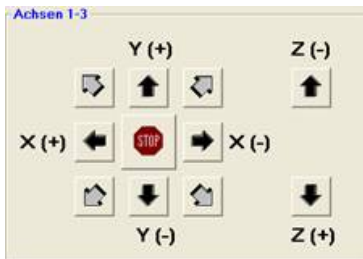 Achsen 1-3
Y (+) Z (-)
X (+) STOP X (-)
Y (-) Z (+)